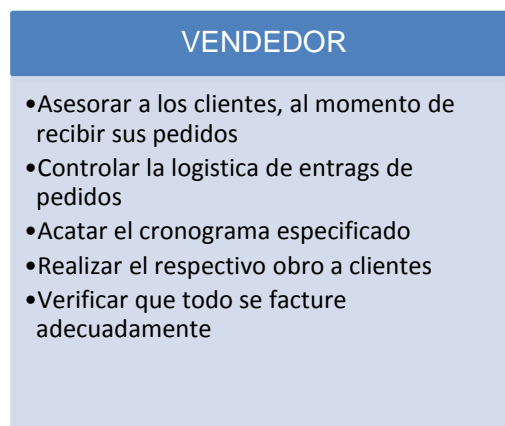 VENDEDOR
•Asesorar a los clientes, al momento de
recibir sus pedidos
•Controlar la logistica de entrags de
pedidos
•Acatar el cronograma especificado
•Realizar el respectivo obro a clientes
•Verificar que todo se facture
adecuadamente